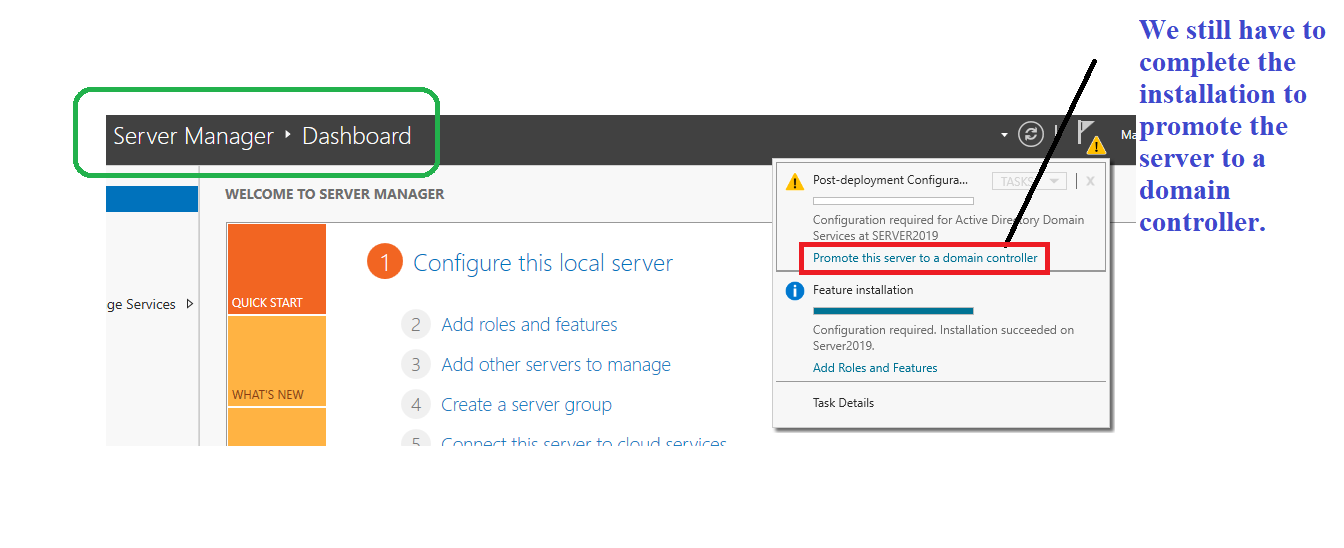 We still have to
complete the
installation to
promote the
server to a
domain
controller.
Server Manager ‣ Dashboard
Ma
WELCOME TO SERVER MANAGER
Post-deployment Configura...
TASKS
X
Configuration required for Active Directory Domain
Services at SERVER2019
Promote this server to a domain controller
1 Configure this local server
QUICK START
ge Services
2 Add roles and features
3 Add other servers to manage
WHAT'S NEW
4 Create a server group
5 Connect this server to cloud services
Feature installation
Configuration required. Installation succeeded on
Server2019.
Add Roles and Features
Task Details